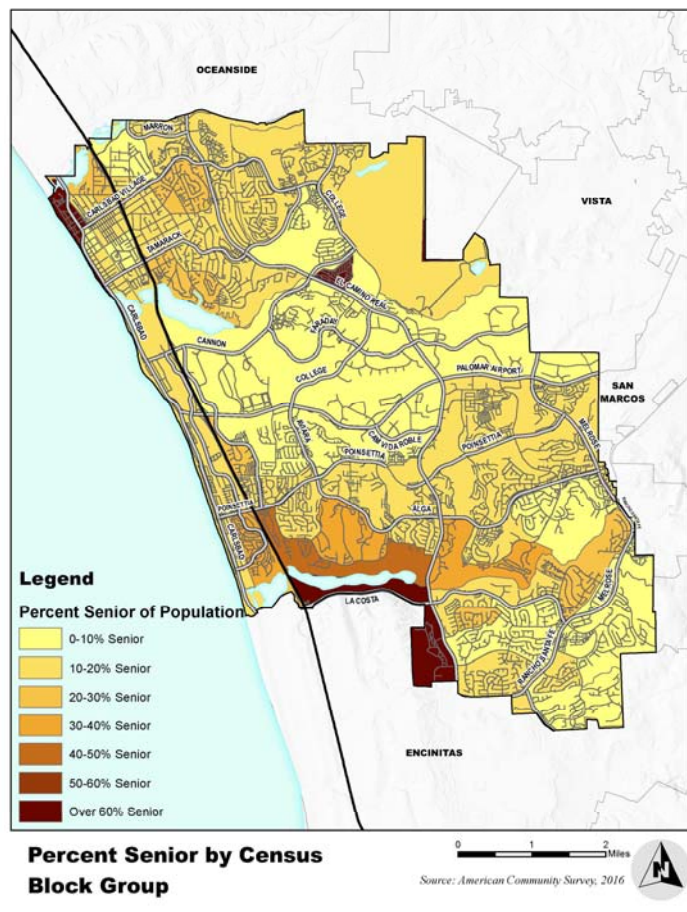 OCEANSIDE
MARRON
VISTA
CARLSBAD VILLAGE
COLLEGE
TAMARACK
EL CAMINO REAL
CARLSBAD
FARADAY
CANNON
COLLEGE
PALOMAR AIRPORT
SAN
MARCOS
AVIARA
CAM VIDA ROBLE
POINSETTIA
MELROSE
POINSETTIA
POINSETTIA
ALGA
CARLSBAD
Legend
LA COSTA
MELROSE
RANCHO SANTA FE
Percent Senior of Population
0-10% Senior
10-20% Senior
20-30% Senior
30-40% Senior
ENCINITAS
40-50% Senior
50-60% Senior
Over 60% Senior
Percent Senior by Census
Block Group
0 1 2
Miles
N
Source: American Community Survey, 2016